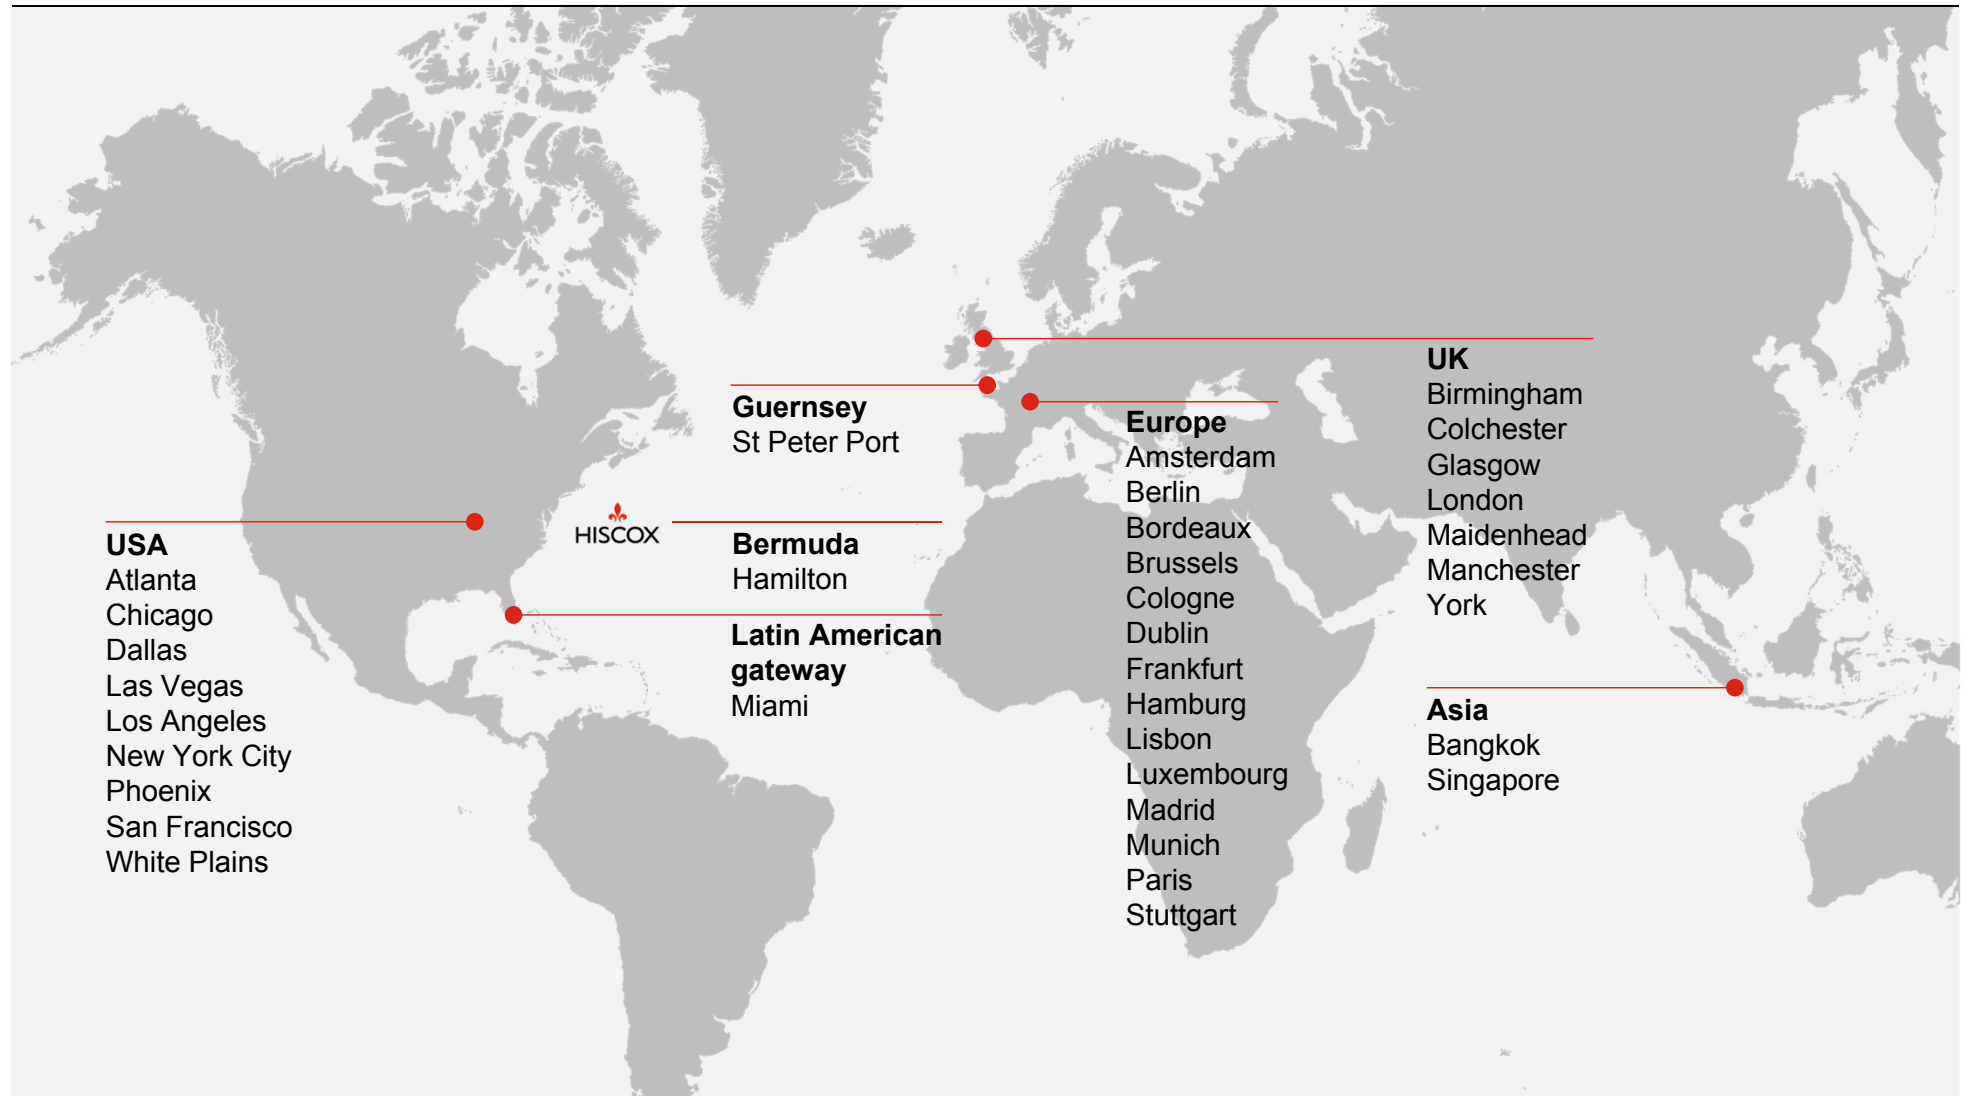 USA
Atlanta
Chicago
Dallas
Las Vegas
Los Angeles
New York City
Phoenix
San Francisco
White Plains
HISCOX
Guernsey
St Peter Port
Bermuda
Hamilton
Latin American
gateway
Miami
Europe
Amsterdam
Berlin
Bordeaux
Brussels
Cologne
Dublin
Frankfurt
Hamburg
Lisbon
Luxembourg
Madrid
Munich
Paris
Stuttgart
UK
Birmingham
Colchester
Glasgow
London
Maidenhead
Manchester
York
Asia
Bangkok
Singapore